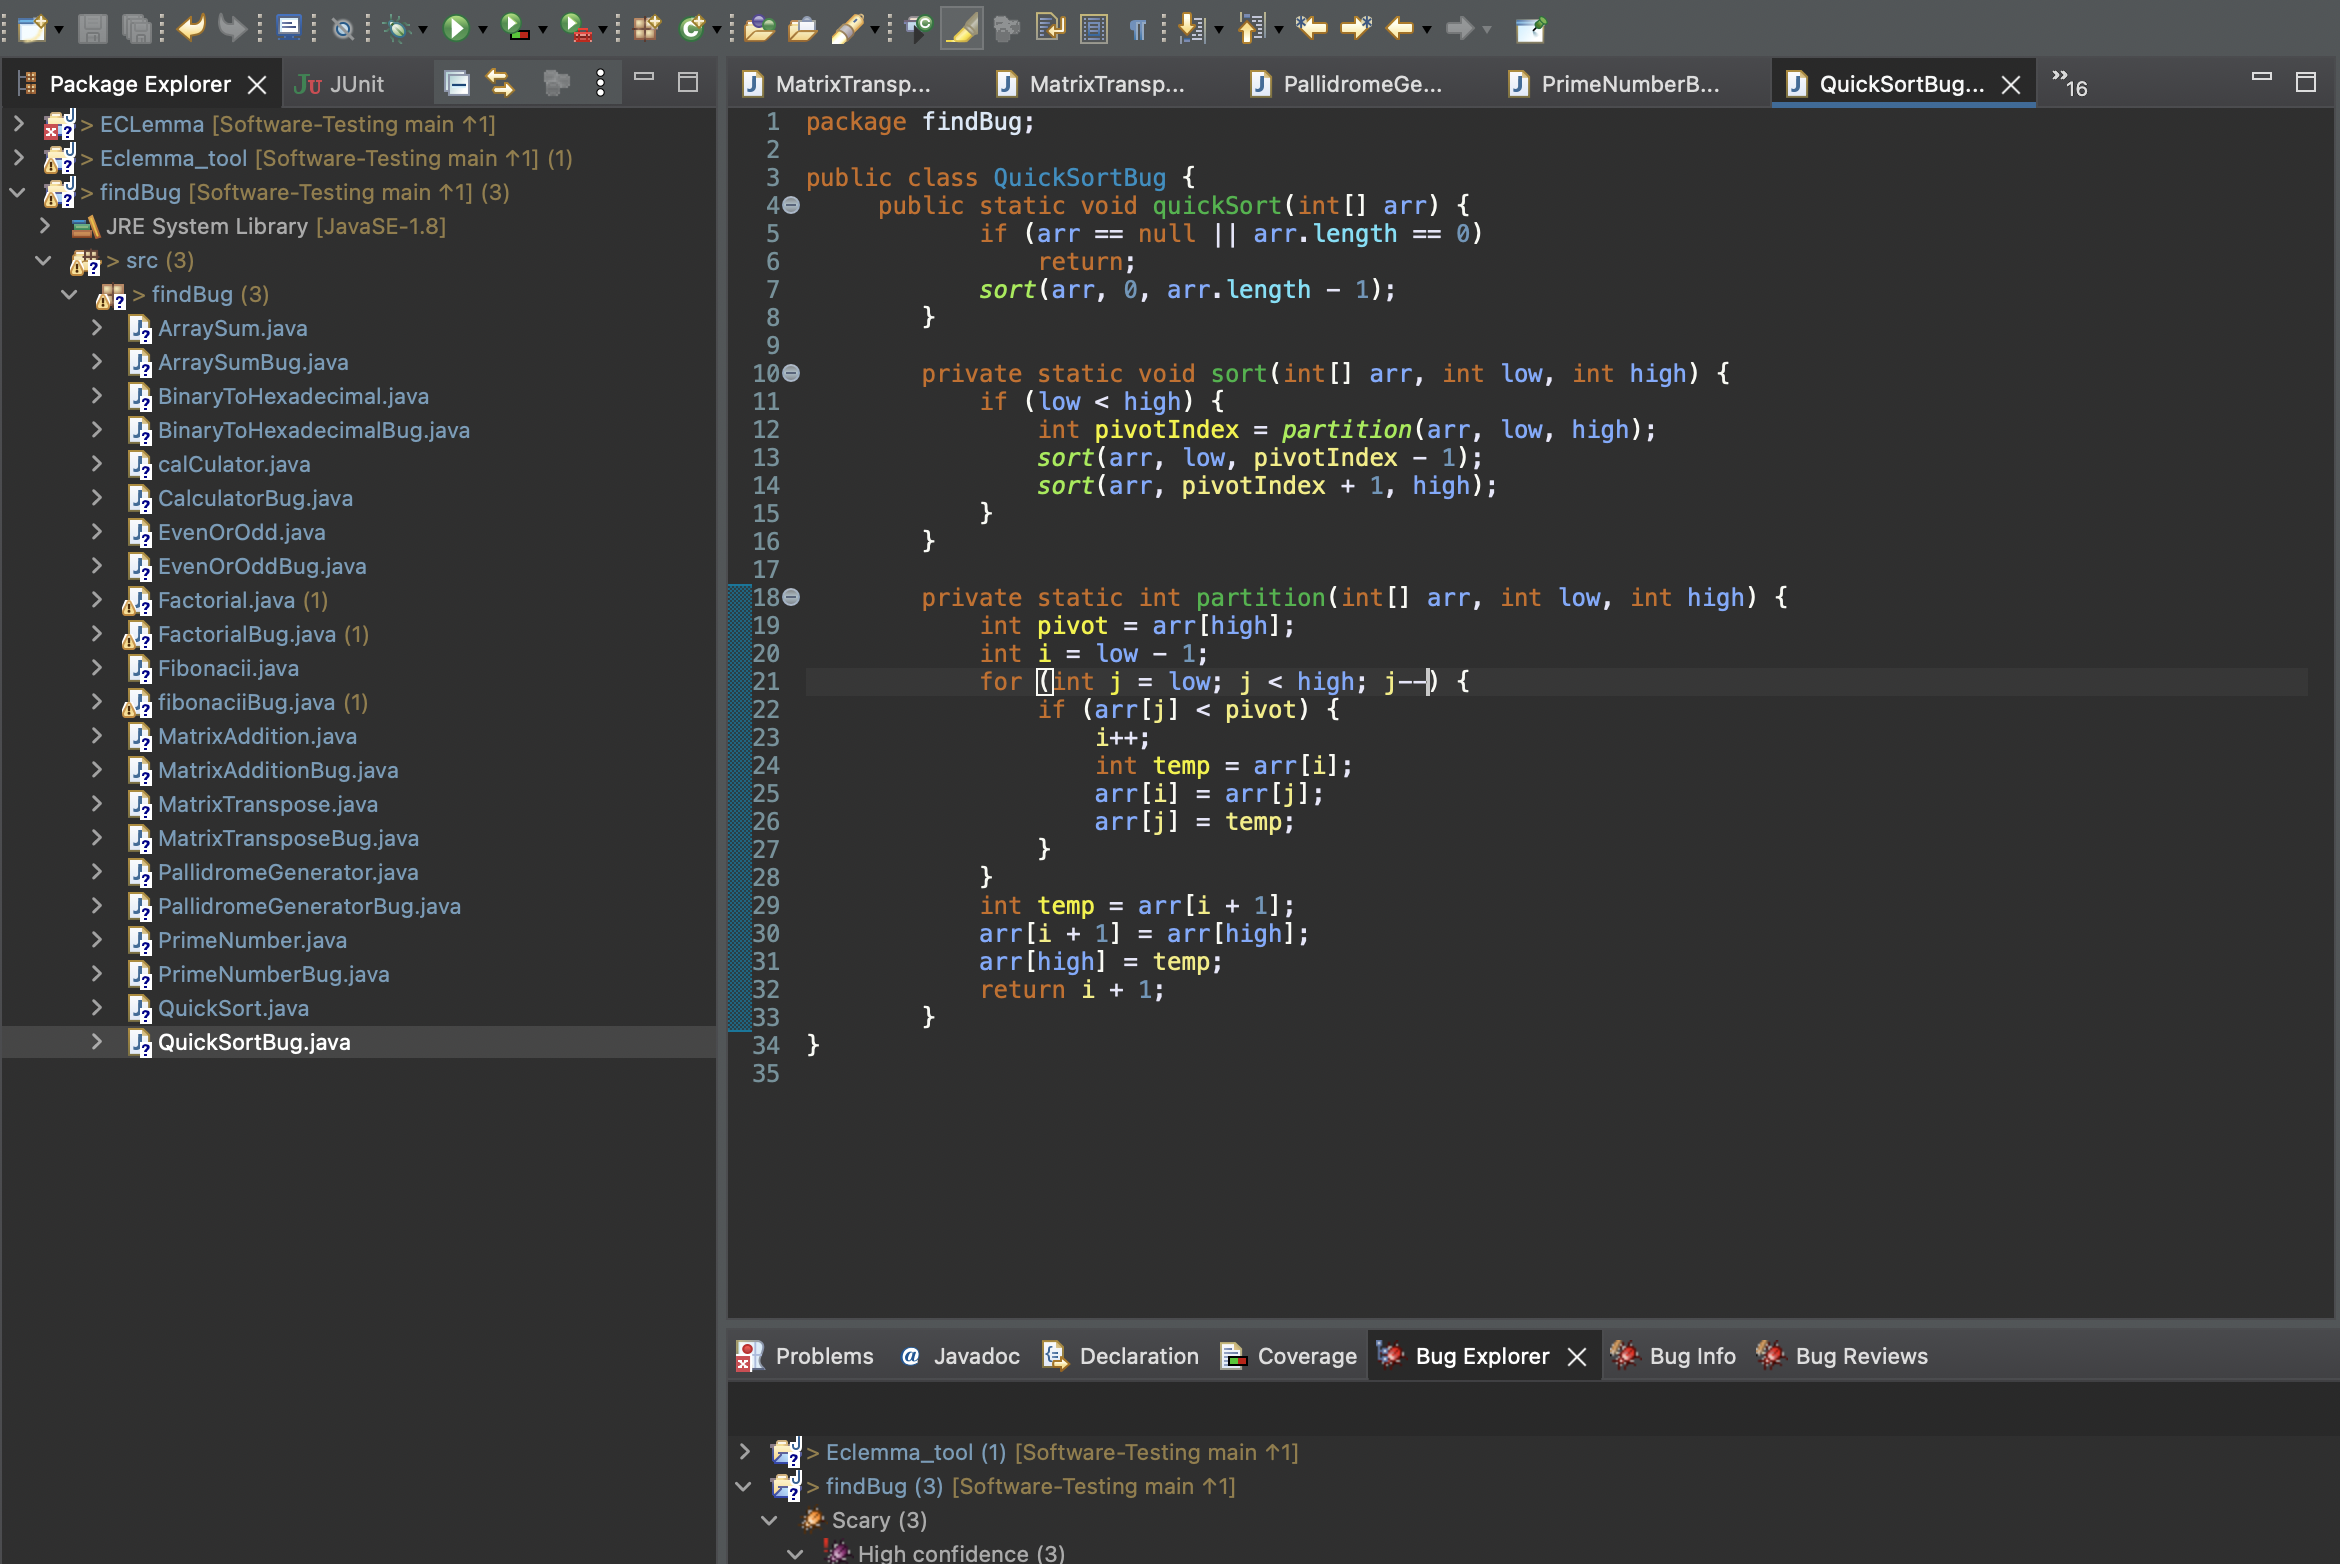 Package Explorer
JUnit
> ECLemma [Software-Testing main ↑1]
> Eclemma_tool [Software-Testing main ↑1] (1)
> findBug [Software-Testing main ↑1] (3)
JRE System Library [JavaSE-1.8]
> src (3)
> findBug (3)
ArraySum.java
ArraySumBug.java
BinaryToHexadecimal.java
BinaryToHexadecimalBug.java
calCulator.java
CalculatorBug.java
EvenOrOdd.java
EvenOrOddBug.java
Factorial.java (1)
FactorialBug.java (1)
Fibonacii.java
fibonaciiBug.java (1)
MatrixAddition.java
MatrixAdditionBug.java
MatrixTranspose.java
MatrixTransposeBug.java
PallidromeGenerator.java
PallidromeGeneratorBug.java
PrimeNumber.java
PrimeNumberBug.java
QuickSort.java
QuickSortBug.java
MatrixTransp...
MatrixTransp...
PallidromeGe...
PrimeNumberB...
QuickSortBug...
»16
1 package findBug;
2
3 public class QuickSortBug {
4 public static void quickSort(int[] arr) {
5 if (arr == null || arr.length == 0)
6 return;
7 sort(arr, 0, arr.length - 1);
8 }
9
10 private static void sort(int[] arr, int low, int high) {
11 if (low < high) {
12 int pivotIndex = partition(arr, low, high);
13 sort(arr, low, pivotIndex - 1);
14 sort(arr, pivotIndex + 1, high);
15 }
16 }
17
18 private static int partition(int[] arr, int low, int high) {
19 int pivot = arr[high];
20 int i = low - 1;
21 for (int j = low; j < high; j--) {
22 if (arr[j] < pivot) {
23 i++;
24 int temp = arr[i];
25 arr[i] = arr[j];
26 arr[j] = temp;
27 }
28 }
29 int temp = arr[i + 1];
30 arr[i + 1] = arr[high];
31 arr[high] = temp;
32 return i + 1;
33 }
34 }
35
Problems
@ Javadoc
Declaration
Coverage
Bug Explorer
Bug Info
Bug Reviews
> Eclemma_tool (1) [Software-Testing main ↑1]
> findBug (3) [Software-Testing main ↑1]
Scary (3)
High confidence (3)